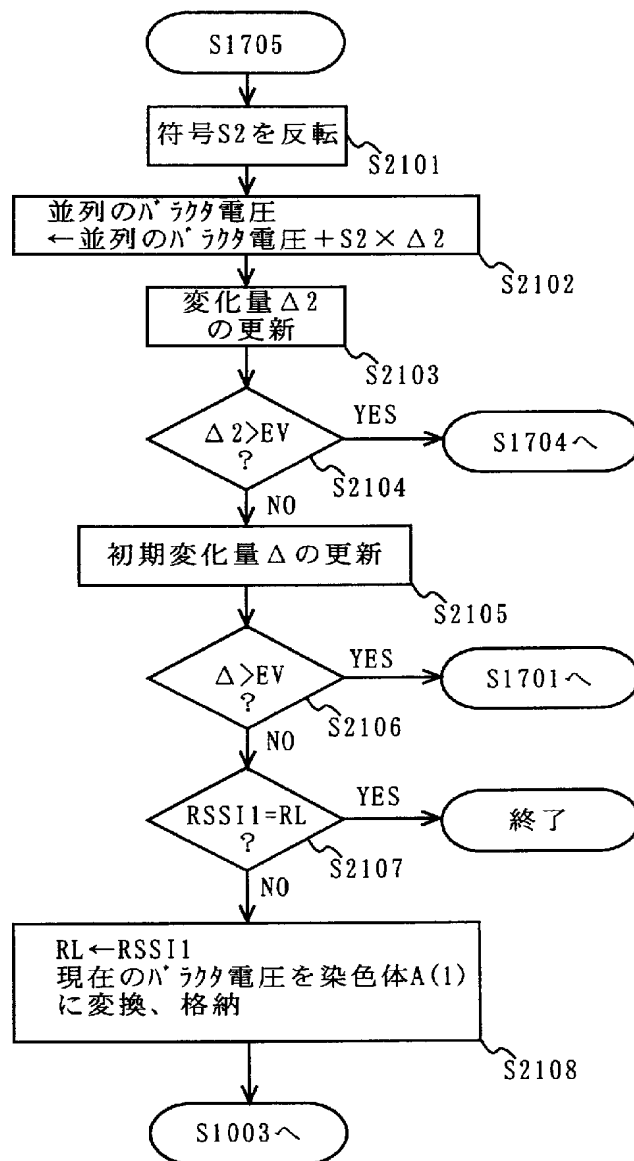 S1705
符号S2を反転
S2101
並列のバラクタ電圧
←並列のバラクタ電圧+S2×Δ2
S2102
変化量Δ2
の更新
S2103
Δ2>EV
?
YES
S1704へ
S2104
NO
初期変化量Δの更新
S2105
Δ>EV
?
YES
S1701へ
S2106
NO
RSSI1=RL
?
YES
終了
S2107
NO
RL←RSSI1
現在のバラクタ電圧を染色体A(1)
に変換、格納
S2108
S1003へ